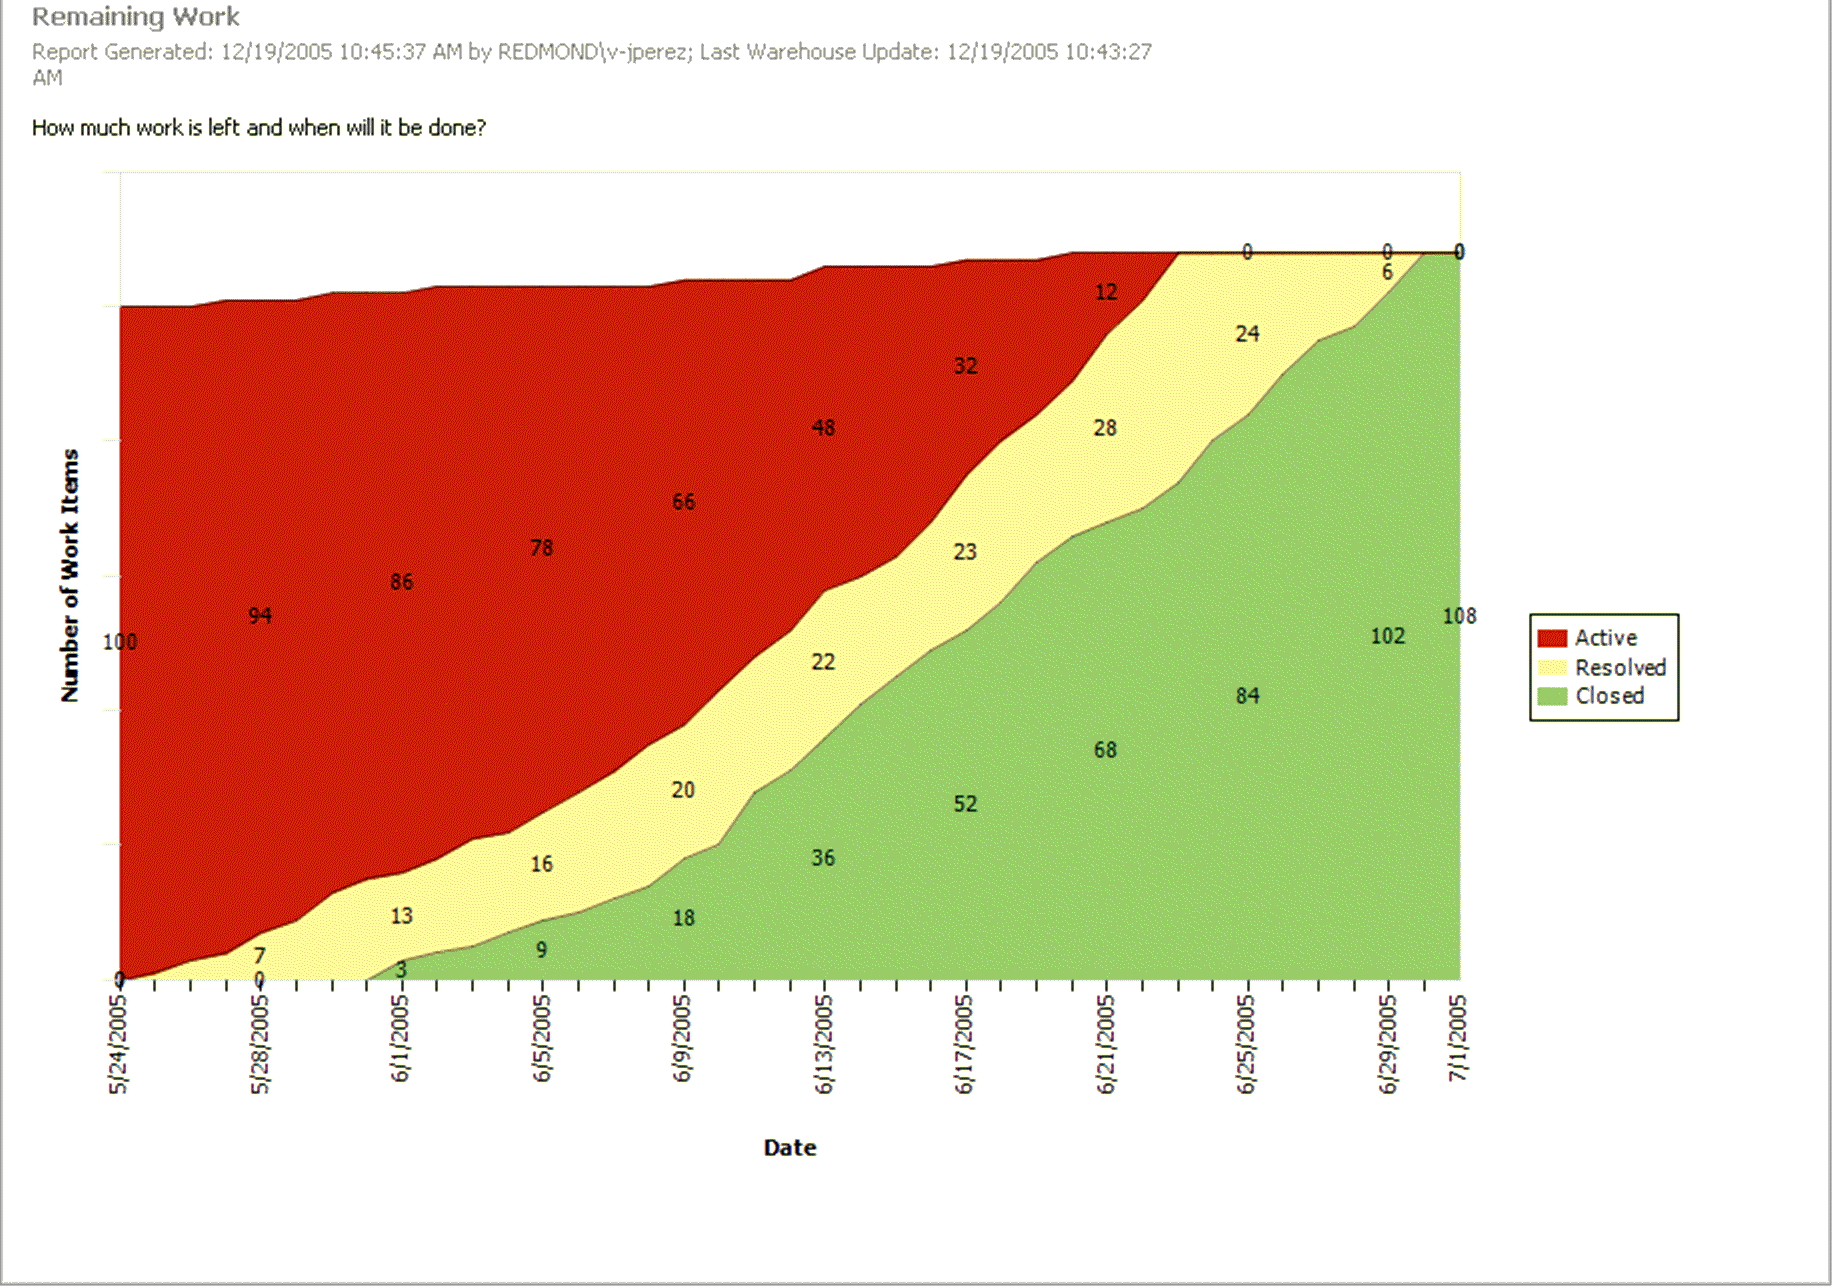 Remaining Work
Report Generated: 12/19/2005 10:45:37 AM by REDMOND\v-jperez; Last Warehouse Update: 12/19/2005 10:43:27
AM
How much work is left and when will it be done?
Number of Work Items
0 0 0
6
12
24
32
28
48
66
78
23
86
94
100
108
102
22
84
68
20
52
16
36
13
18
7
9
3
0 0
Active
Resolved
Closed
5/24/2005 5/28/2005 6/1/2005 6/5/2005 6/9/2005 6/13/2005 6/17/2005 6/21/2005 6/25/2005 6/29/2005 7/1/2005
Date